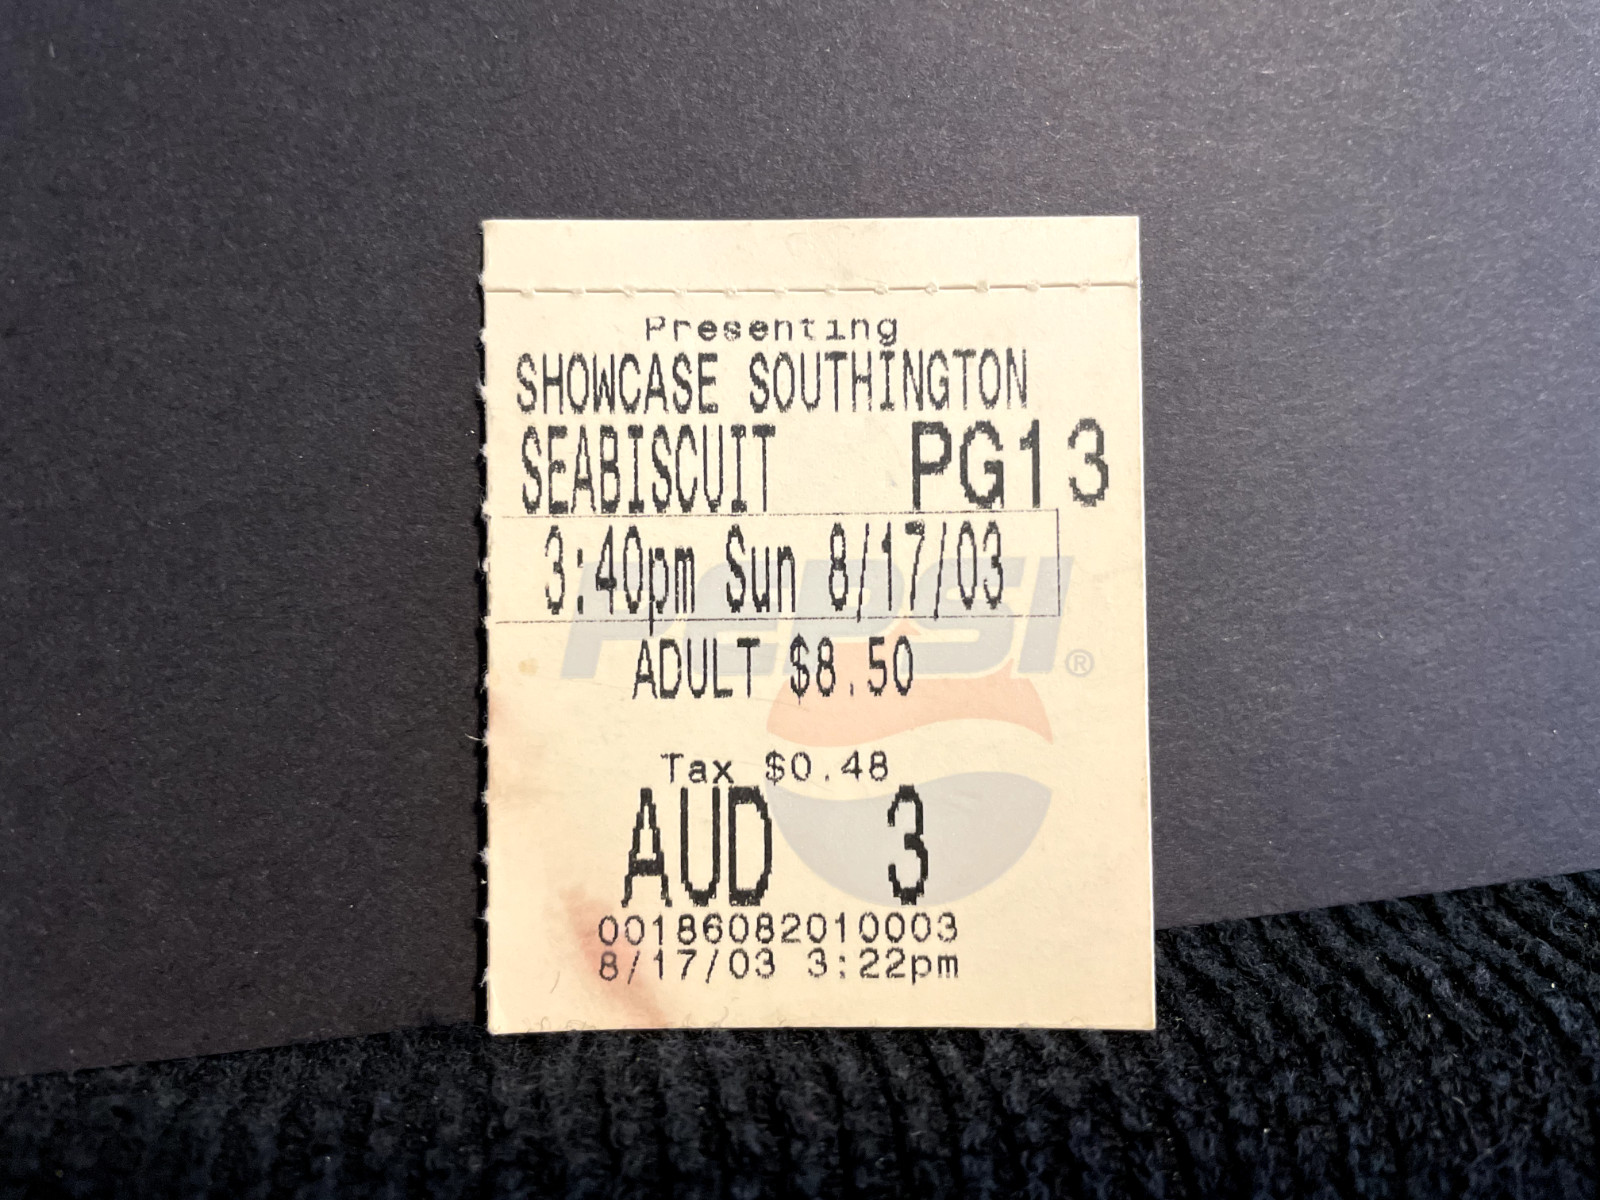 Presenting
SHOWCASE SOUTHINGTON
SEABISCUIT PG13
3:40pm Sun 8/17/03
PEPSI®
ADULT $8.50
Tax $0.48
AUD 3
00186082010003
8/17/03 3:22pm